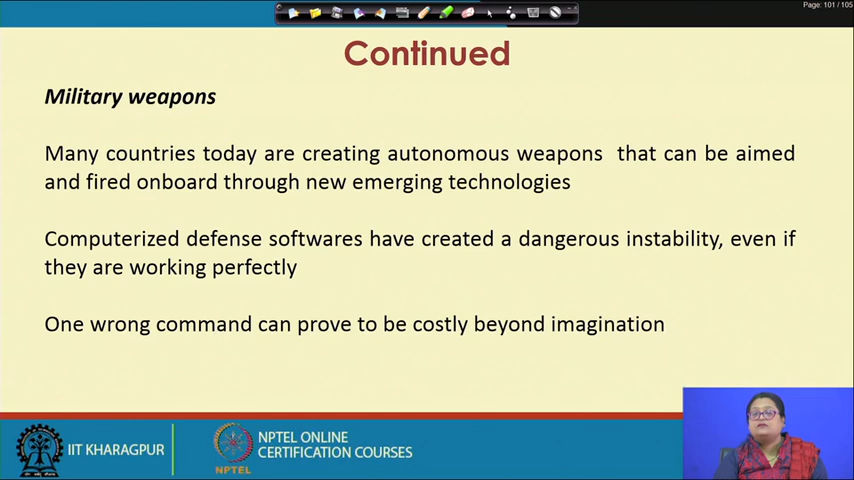 Page: 101 / 105
Continued
Military weapons
Many countries today are creating autonomous weapons that can be aimed
and fired onboard through new emerging technologies
Computerized defense softwares have created a dangerous instability, even if
they are working perfectly
One wrong command can prove to be costly beyond imagination
IIT KHARAGPUR
NPTEL
NPTEL ONLINE
CERTIFICATION COURSES